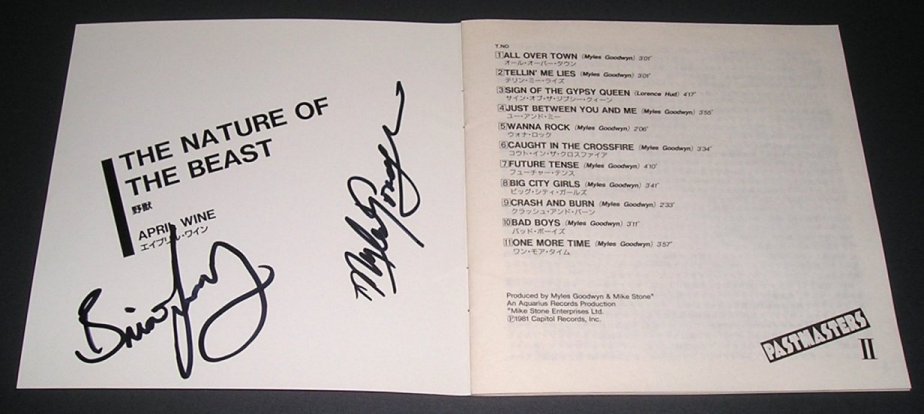 THE NATURE OF
THE BEAST
野獣
APRIL WINE
エイプリル・ワイン
T.NO
1 ALL OVER TOWN (Myles Goodwyn) 3'01"
オール・オーバー・タウン
2 TELLIN' ME LIES (Myles Goodwyn) 3'01"
テリン・ミー・ライズ
3 SIGN OF THE GYPSY QUEEN (Lorence Hud) 4'17"
サイン・オブ・ザ・ジプシー・クィーン
4 JUST BETWEEN YOU AND ME (Myles Goodwyn) 3'55"
ユー・アンド・ミー
5 WANNA ROCK (Myles Goodwyn) 2'06"
ウォナ・ロック
6 CAUGHT IN THE CROSSFIRE (Myles Goodwyn) 3'34"
コウト・イン・ザ・クロスファイア
7 FUTURE TENSE (Myles Goodwyn) 4'10"
フューチャー・テンス
8 BIG CITY GIRLS (Myles Goodwyn) 3'41"
ビッグ・シティ・ガールズ
9 CRASH AND BURN (Myles Goodwyn) 2'33"
クラッシュ・アンド・バーン
10 BAD BOYS (Myles Goodwyn) 3'11"
バッド・ボーイズ
11 ONE MORE TIME (Myles Goodwyn) 3'57"
ワン・モア・タイム
Produced by Myles Goodwyn & Mike Stone*
An Aquarius Records Production
*Mike Stone Enterprises Ltd.
Ⓟ1981 Capitol Records, Inc.
PASTMASTERS
II